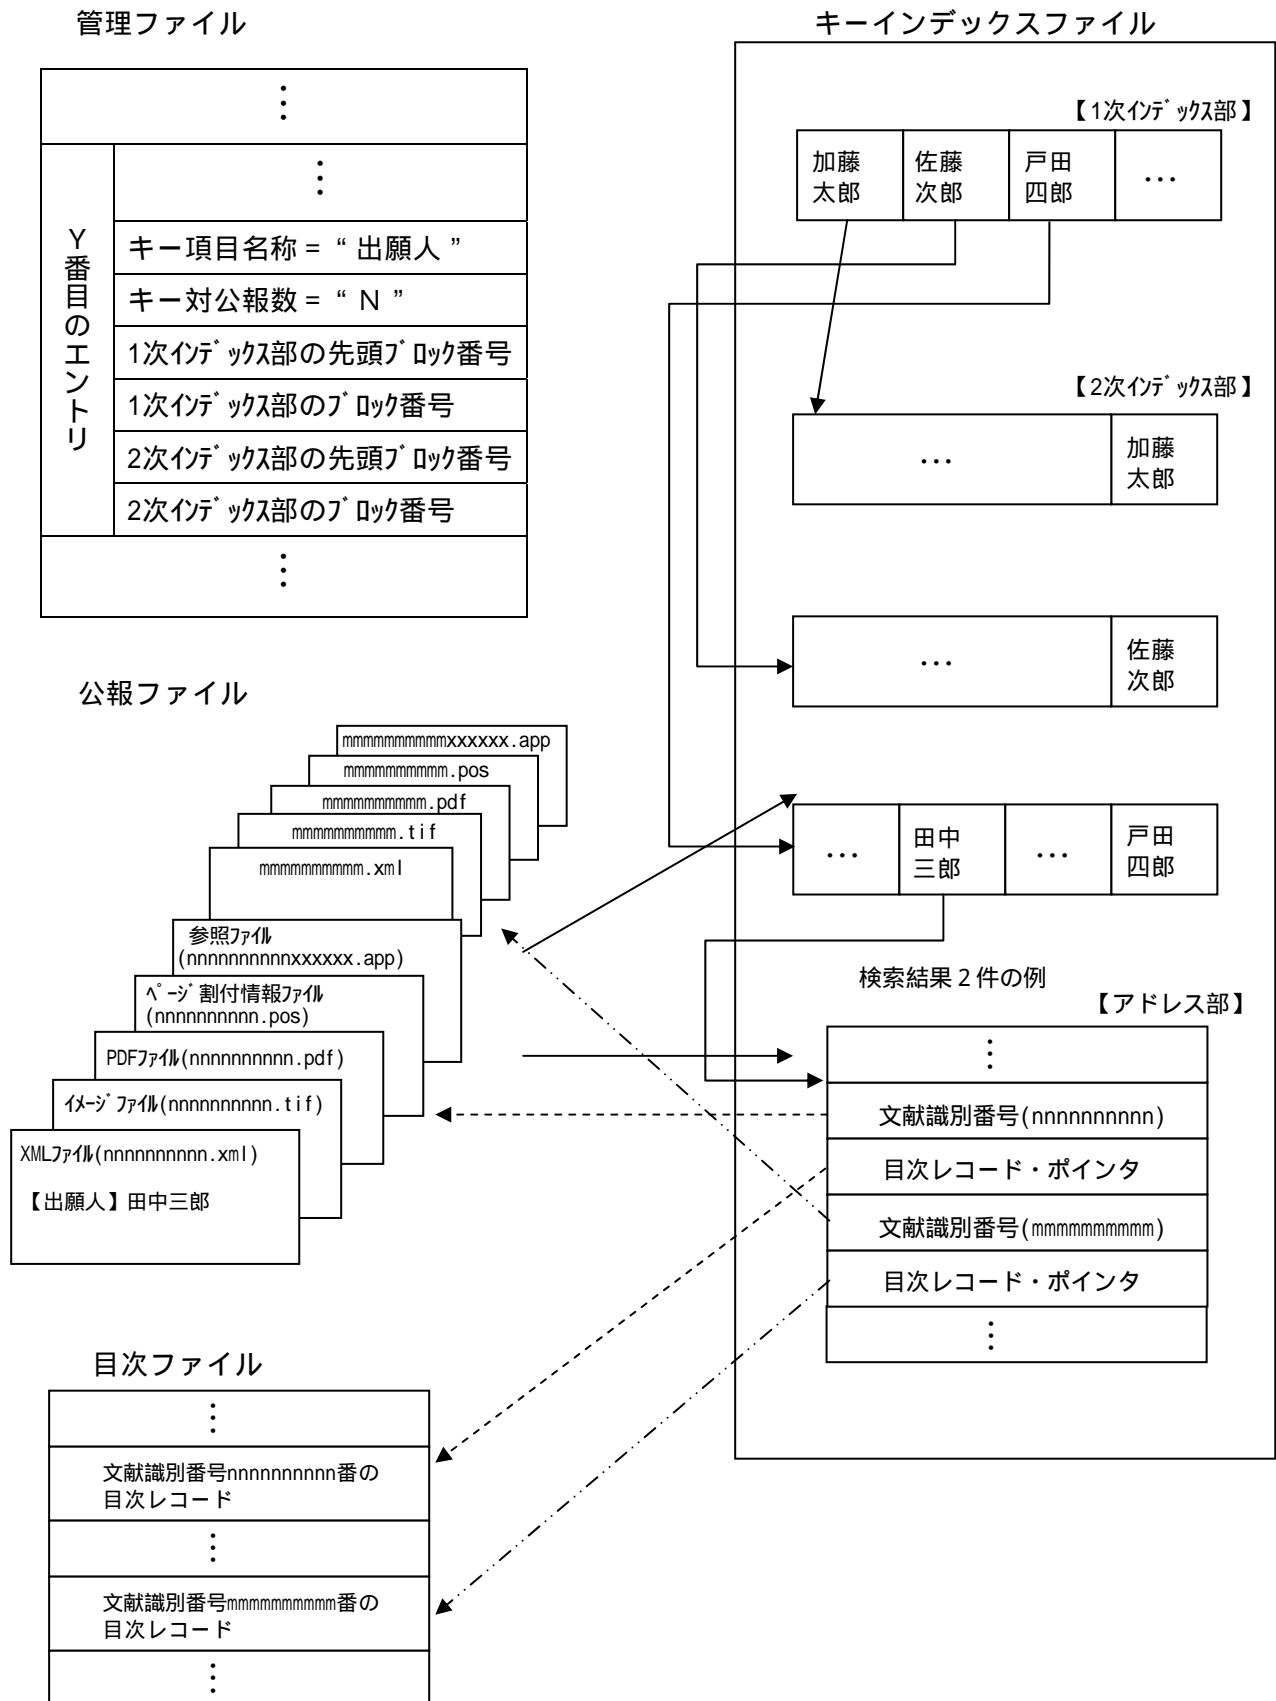 管理ファイル
⋮
Y番目のエントリ
⋮
キー項目名称＝“出願人”
キー対公報数＝“N”
1次ｲﾝﾃﾞｯｸｽ部の先頭ﾌﾞﾛｯｸ番号
1次ｲﾝﾃﾞｯｸｽ部のﾌﾞﾛｯｸ番号
2次ｲﾝﾃﾞｯｸｽ部の先頭ﾌﾞﾛｯｸ番号
2次ｲﾝﾃﾞｯｸｽ部のﾌﾞﾛｯｸ番号
⋮
キーインデックスファイル
【1次ｲﾝﾃﾞｯｸｽ部】
加藤
太郎
佐藤
次郎
戸田
四郎
…
【2次ｲﾝﾃﾞｯｸｽ部】
…
加藤
太郎
…
佐藤
次郎
…
田中
三郎
…
戸田
四郎
検索結果２件の例
【アドレス部】
⋮
文献識別番号(nnnnnnnnnn)
目次レコード・ポインタ
文献識別番号(mmmmmmmmmm)
目次レコード・ポインタ
⋮
公報ファイル
mmmmmmmmmmxxxxxx.app
mmmmmmmmmm.pos
mmmmmmmmmm.pdf
mmmmmmmmmm.tif
mmmmmmmmmm.xml
参照ﾌｧｲﾙ
(nnnnnnnnnnxxxxxx.app)
ﾍﾟｰｼﾞ割付情報ﾌｧｲﾙ
(nnnnnnnnnn.pos)
PDFﾌｧｲﾙ(nnnnnnnnnn.pdf)
ｲﾒｰｼﾞﾌｧｲﾙ(nnnnnnnnnn.tif)
XMLﾌｧｲﾙ(nnnnnnnnnn.xml)
【出願人】田中三郎
目次ファイル
⋮
文献識別番号nnnnnnnnnn番の
目次レコード
⋮
文献識別番号mmmmmmmmmm番の
目次レコード
⋮